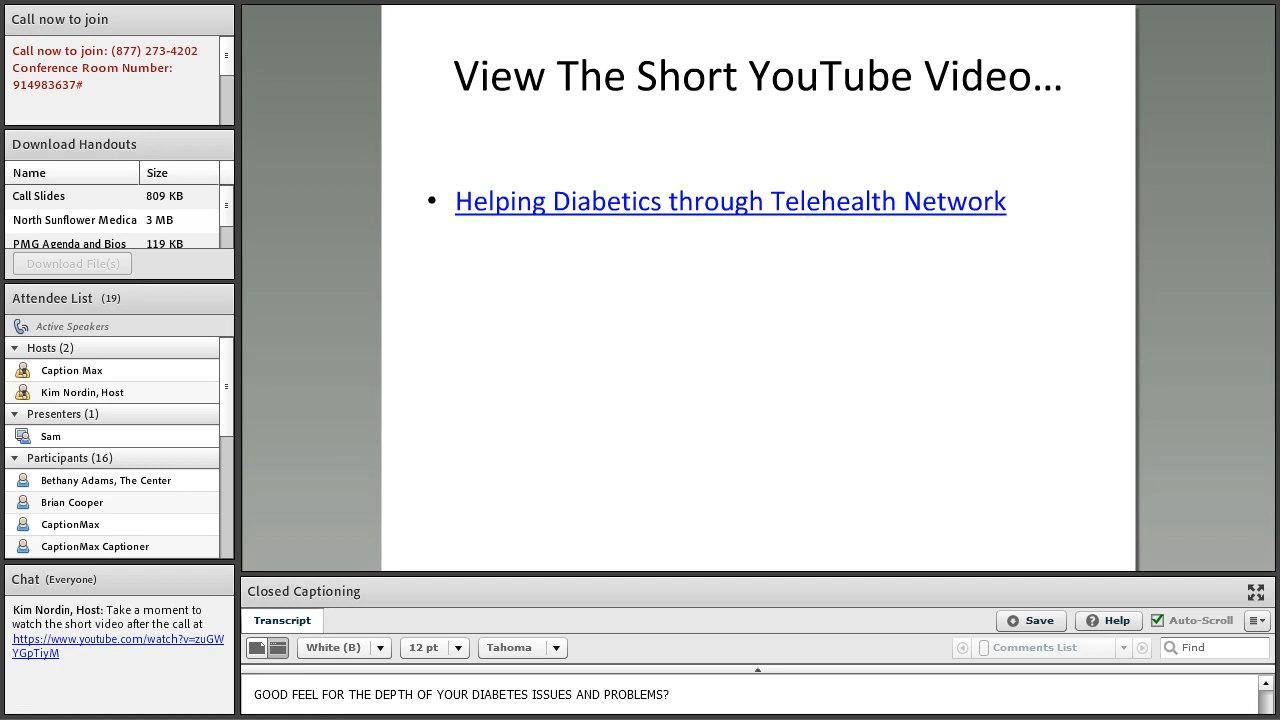 Call now to join
Call now to join: (877) 273-4202
Conference Room Number:
914983637#
Download Handouts
Name Size
Call Slides 809 KB
North Sunflower Medica 3 MB
PMG Agenda and Bios 119 KB
Download File(s)
Attendee List (19)
Active Speakers
Hosts (2)
Caption Max
Kim Nordin, Host
Presenters (1)
Sam
Participants (16)
Bethany Adams, The Center
Brian Cooper
CaptionMax
CaptionMax Captioner
Chat (Everyone)
Kim Nordin, Host: Take a moment to
watch the short video after the call at
https://www.youtube.com/watch?v=zuGW
YGpTiyM
View The Short YouTube Video...
• Helping Diabetics through Telehealth Network
Closed Captioning
Transcript Save Help Auto-Scroll
White (B) 12 pt Tahoma Comments List Find
GOOD FEEL FOR THE DEPTH OF YOUR DIABETES ISSUES AND PROBLEMS?